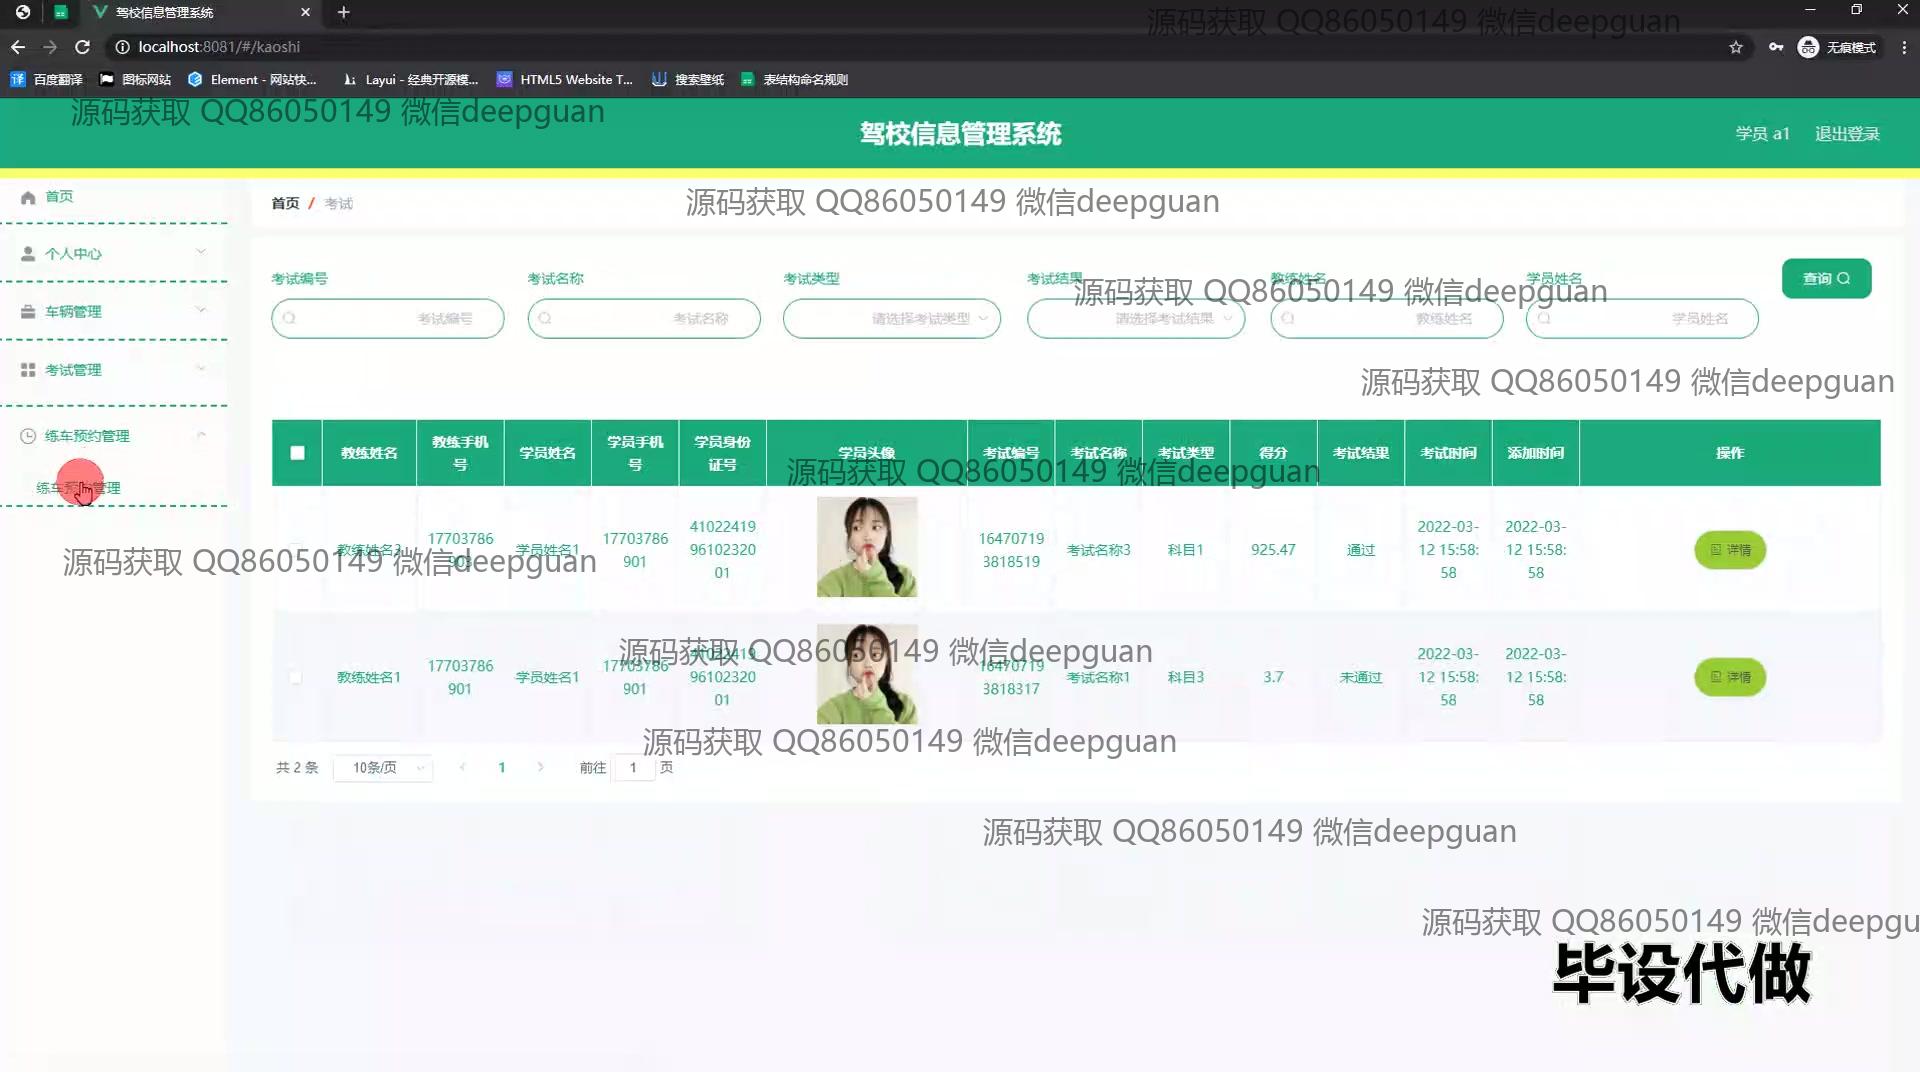 驾校信息管理系统
localhost:8081/#/kaoshi
无痕模式
百度翻译
图标网站
Element - 网站快...
Layui - 经典开源模...
HTML5 Website T...
搜索壁纸
表结构命名规则
源码获取 QQ86050149 微信deepguan
源码获取 QQ86050149 微信deepguan
驾校信息管理系统
学员 a1
退出登录
首页
个人中心
车辆管理
考试管理
练车预约管理
练车预约管理
首页 / 考试
源码获取 QQ86050149 微信deepguan
考试编号
考试名称
考试类型
考试结果
教练姓名
学员姓名
查询
源码获取 QQ86050149 微信deepguan
考试编号
考试名称
请选择考试类型
请选择考试结果
教练姓名
学员姓名
源码获取 QQ86050149 微信deepguan
教练姓名
教练手机号
学员姓名
学员手机号
学员身份证号
学员头像
考试编号
考试名称
考试类型
得分
考试结果
考试时间
添加时间
操作
源码获取 QQ86050149 微信deepguan
教练姓名3
17703786
903
学员姓名1
17703786
901
41022419
96102320
01
16470719
3818519
考试名称3
科目1
925.47
通过
2022-03-
12 15:58:
58
2022-03-
12 15:58:
58
详情
源码获取 QQ86050149 微信deepguan
教练姓名1
17703786
901
学员姓名1
17703786
901
41022419
96102320
01
16470719
3818317
考试名称1
科目3
3.7
未通过
2022-03-
12 15:58:
58
2022-03-
12 15:58:
58
详情
源码获取 QQ86050149 微信deepguan
源码获取 QQ86050149 微信deepguan
共 2 条
10条/页
1
前往 1 页
源码获取 QQ86050149 微信deepguan
源码获取 QQ86050149 微信deepgu
毕设代做